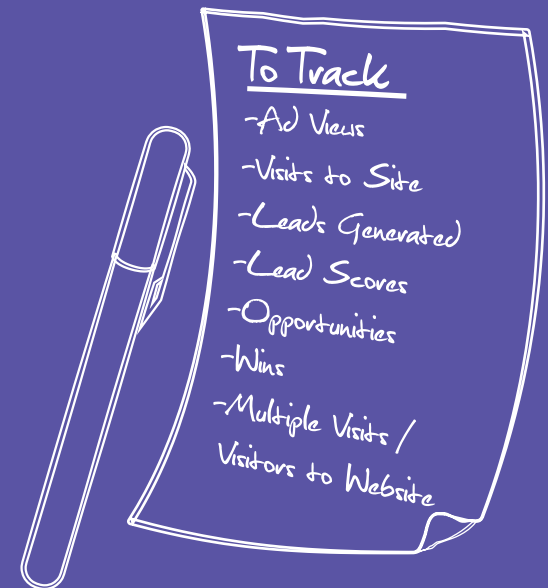 To Track
-Ad Views
-Visits to Site
-Leads Generated
-Lead Scores
-Opportunities
-Wins
-Multiple Visits /
Visitors to Website